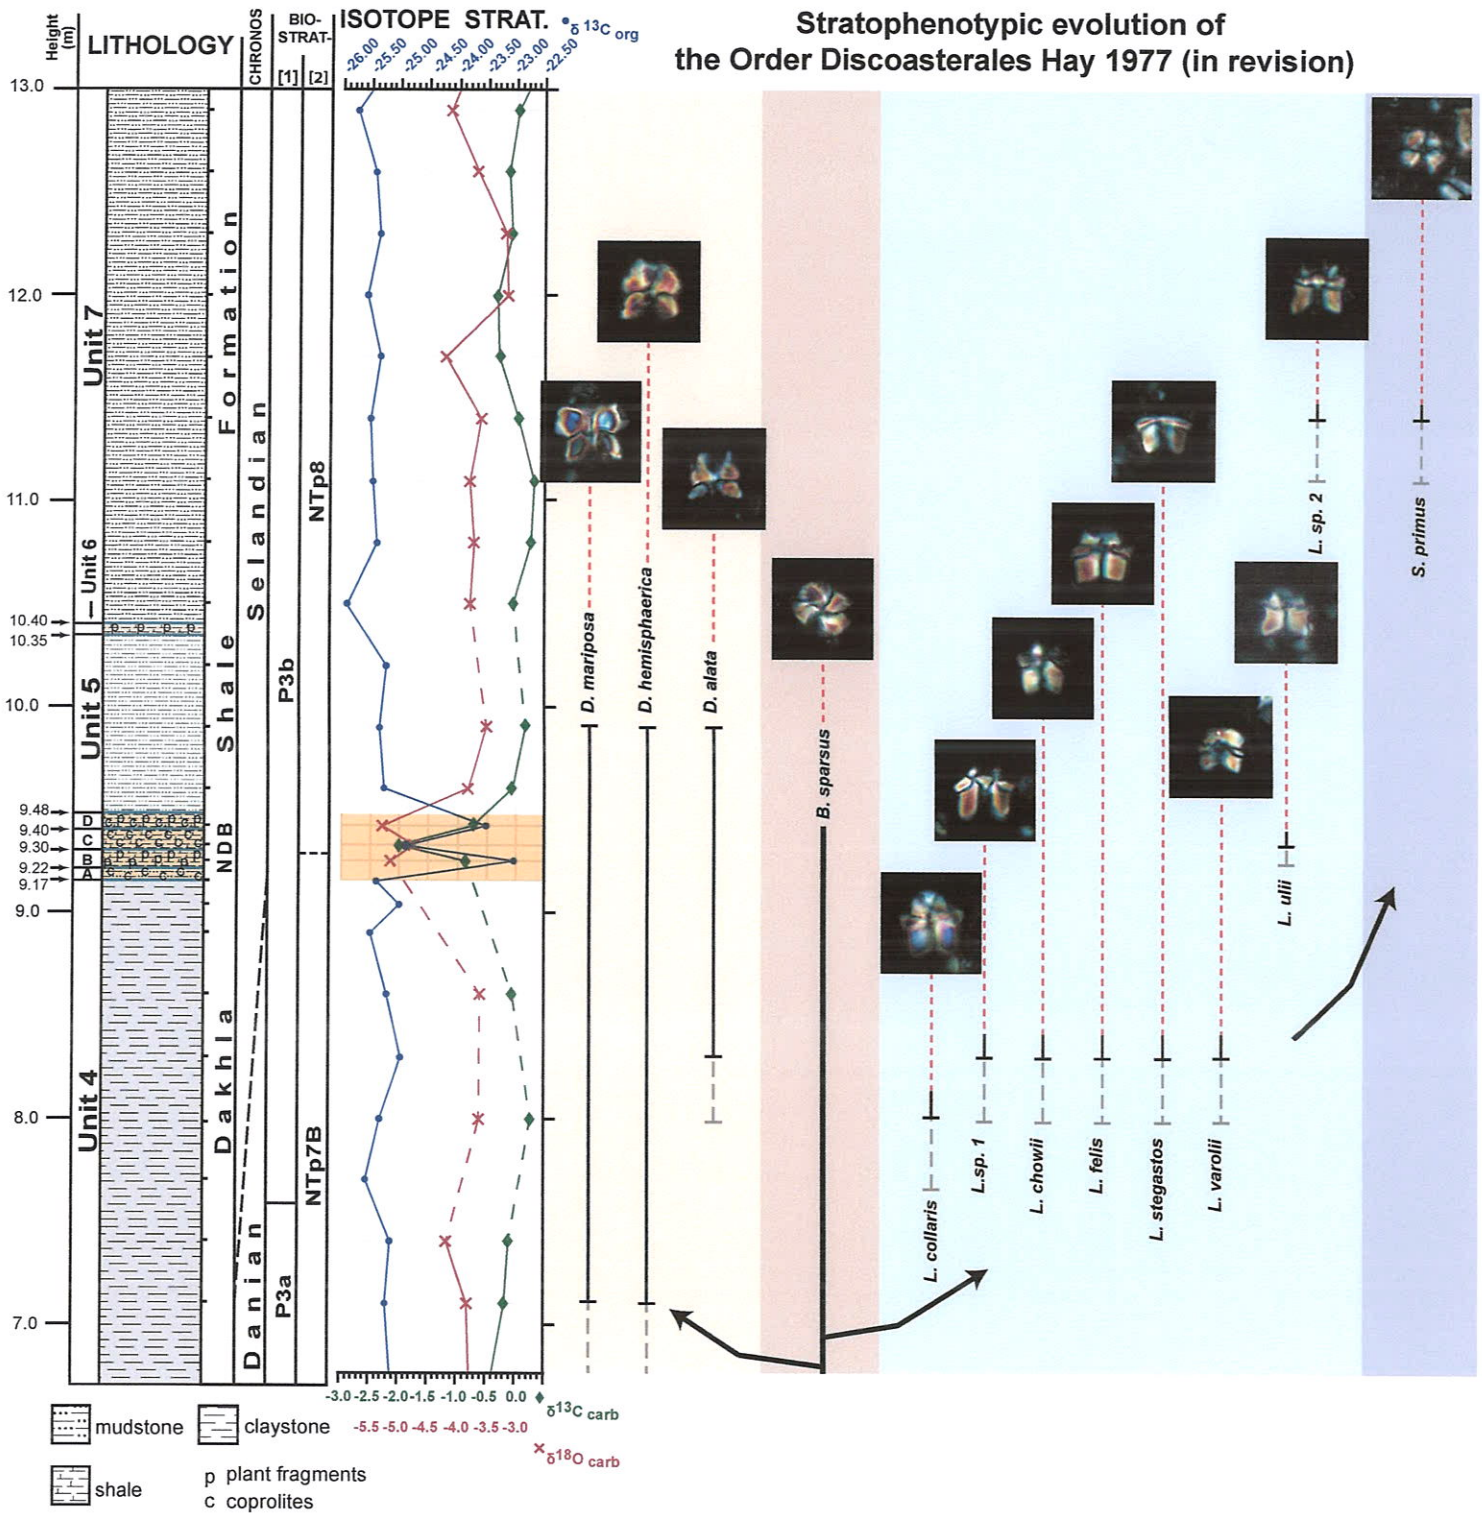 Height (m)
LITHOLOGY
CHRONOS
BIO-
STRAT-
[1]
[2]
ISOTOPE STRAT.
δ 13C org
-26.00
-25.50
-25.00
-24.50
-24.00
-23.50
-23.00
-22.50
Stratophenotypic evolution of
the Order Discoasterales Hay 1977 (in revision)
13.0
12.0
11.0
10.40
10.35
10.0
9.48
9.40
9.30
9.22
9.17
9.0
8.0
7.0
Unit 7
Unit 6
Unit 5
Unit 4
D
C
B
A
Dakhla Shale Formation
NDB
Selandian
Danian
P3b
P3a
NTp8
NTp7B
D. mariposa
D. hemisphaerica
D. alata
B. sparsus
L. collaris
L.sp. 1
L. chowii
L. felis
L. stegastos
L. varolii
L. ulii
L. sp. 2
S. primus
-3.0 -2.5 -2.0 -1.5 -1.0 -0.5 0.0
δ13C carb
-5.5 -5.0 -4.5 -4.0 -3.5 -3.0
δ18O carb
mudstone
claystone
shale
p plant fragments
c coprolites